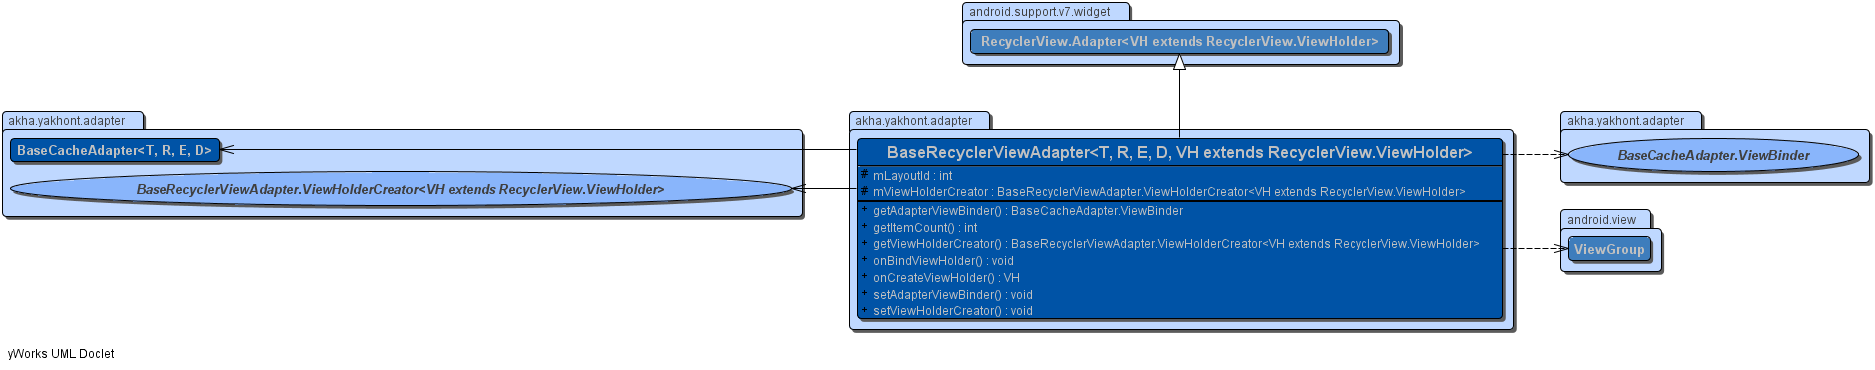 android.support.v7.widget
RecyclerView.Adapter<VH extends RecyclerView.ViewHolder>
akha.yakhont.adapter
BaseCacheAdapter<T, R, E, D>
BaseRecyclerViewAdapter.ViewHolderCreator<VH extends RecyclerView.ViewHolder>
akha.yakhont.adapter
BaseRecyclerViewAdapter<T, R, E, D, VH extends RecyclerView.ViewHolder>
# mLayoutId : int
# mViewHolderCreator : BaseRecyclerViewAdapter.ViewHolderCreator<VH extends RecyclerView.ViewHolder>
+ getAdapterViewBinder() : BaseCacheAdapter.ViewBinder
+ getItemCount() : int
+ getViewHolderCreator() : BaseRecyclerViewAdapter.ViewHolderCreator<VH extends RecyclerView.ViewHolder>
+ onBindViewHolder() : void
+ onCreateViewHolder() : VH
+ setAdapterViewBinder() : void
+ setViewHolderCreator() : void
akha.yakhont.adapter
BaseCacheAdapter.ViewBinder
android.view
ViewGroup
yWorks UML Doclet